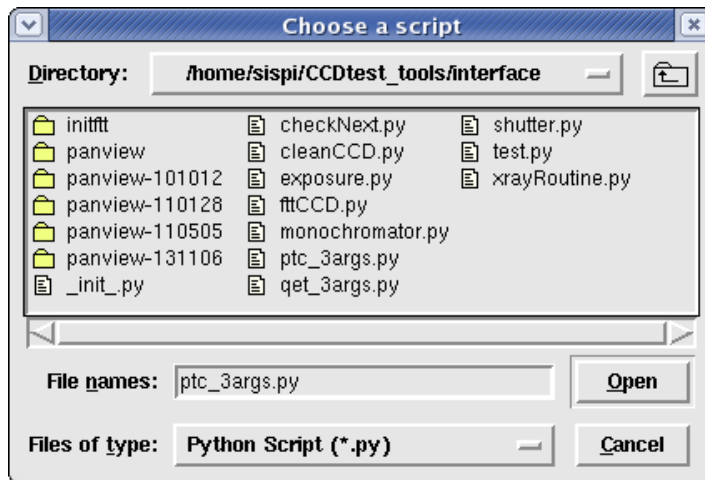 Choose a script
Directory: /home/sispi/CCDtest_tools/interface
initftt checkNext.py shutter.py
panview cleanCCD.py test.py
panview-101012 exposure.py xrayRoutine.py
panview-110128 fttCCD.py
panview-110505 monochromator.py
panview-131106 ptc_3args.py
_init_.py qet_3args.py
File names: ptc_3args.py Open
Files of type: Python Script (*.py) Cancel